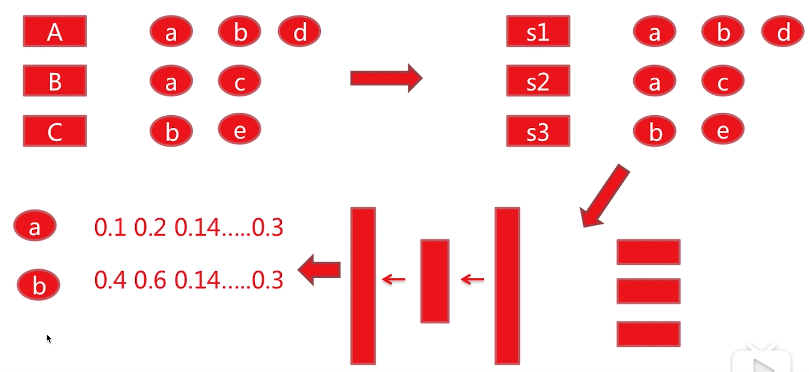 A a b d s1 a b d
B a c s2 a c
C b e s3 b e
a 0.1 0.2 0.14.....0.3
b 0.4 0.6 0.14.....0.3